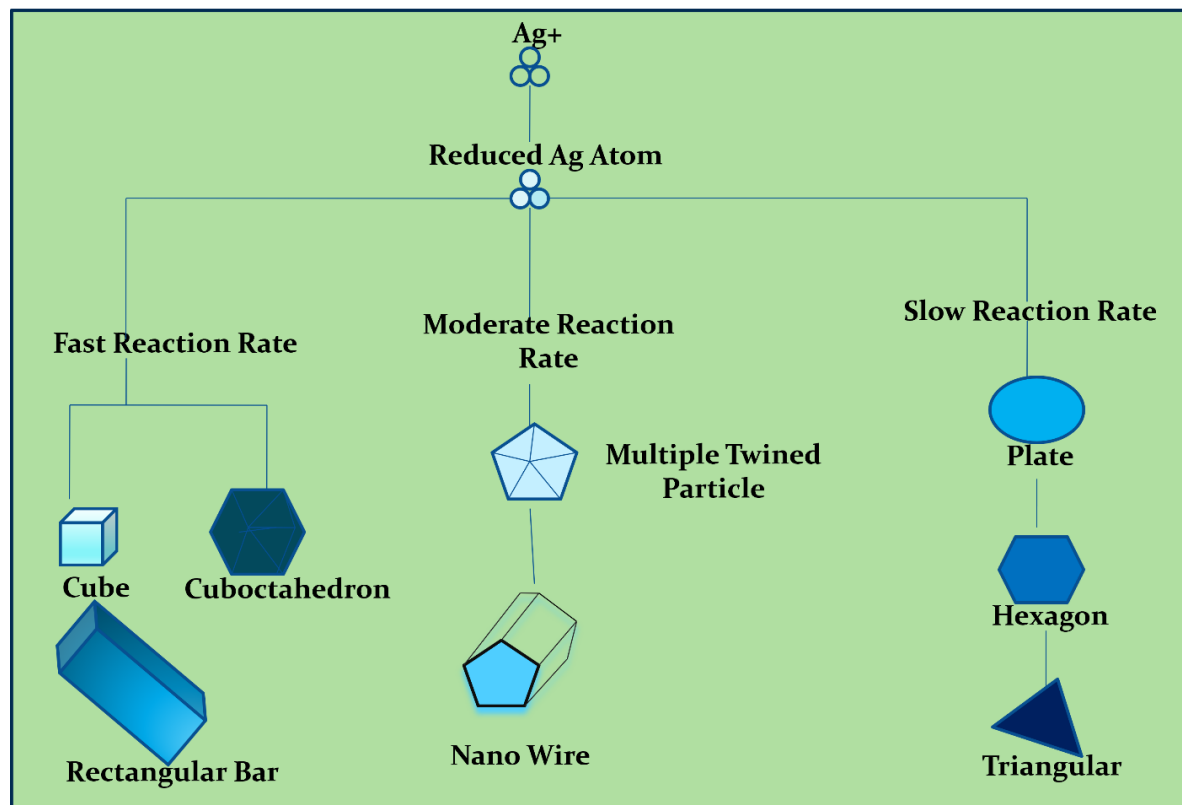 Ag+
Reduced Ag Atom
Fast Reaction Rate
Moderate Reaction
Rate
Slow Reaction Rate
Multiple Twined
Particle
Plate
Cube
Cuboctahedron
Hexagon
Nano Wire
Rectangular Bar
Triangular